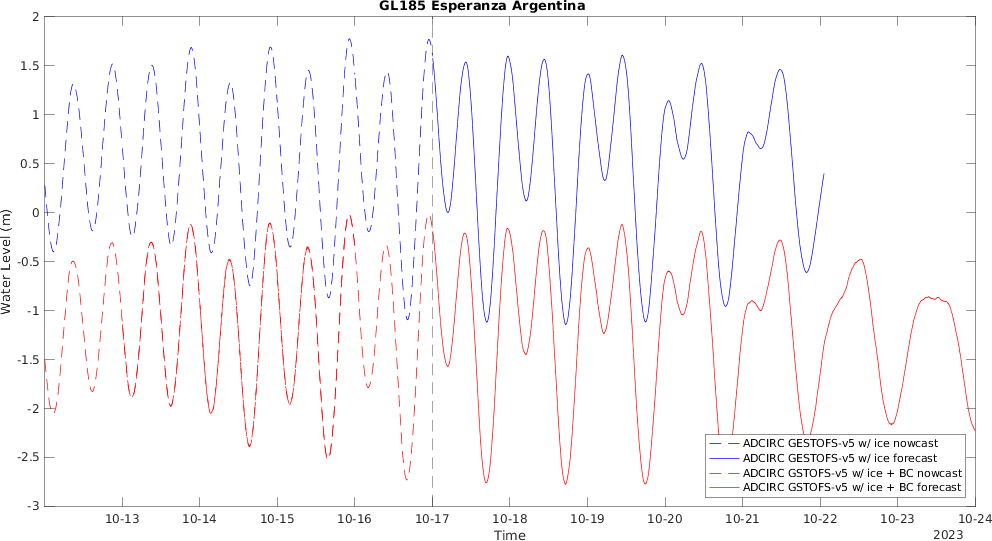 GL185 Esperanza Argentina
2
1.5
1
0.5
0
-0.5
-1
-1.5
-2
-2.5
-3
Water Level (m)
ADCIRC GESTOFS-v5 w/ ice nowcast
ADCIRC GESTOFS-v5 w/ ice forecast
ADCIRC GSTOFS-v5 w/ ice + BC nowcast
ADCIRC GSTOFS-v5 w/ ice + BC forecast
10-13 10-14 10-15 10-16 10-17 10-18 10-19 10-20 10-21 10-22 10-23 10-24
Time
2023